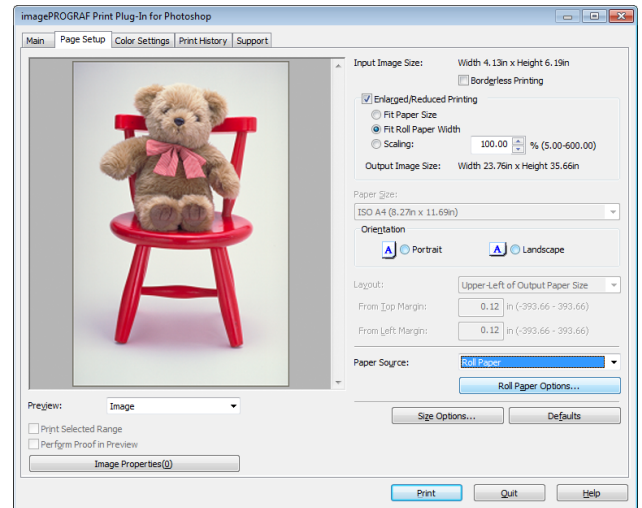 imagePROGRAF Print Plug-In for Photoshop
Main Page Setup Color Settings Print History Support
Input Image Size: Width 4.13in x Height 6.19in
Borderless Printing
Enlarged/Reduced Printing
Fit Paper Size
Fit Roll Paper Width
Scaling: 100.00 % (5.00-600.00)
Output Image Size: Width 23.76in x Height 35.66in
Paper Size:
ISO A4 (8.27in x 11.69in)
Orientation
A Portrait A Landscape
Layout: Upper-Left of Output Paper Size
From Top Margin: 0.12 in (-393.66 - 393.66)
From Left Margin: 0.12 in (-393.66 - 393.66)
Paper Source: Roll Paper
Roll Paper Options...
Preview: Image
Size Options... Defaults
Print Selected Range
Perform Proof in Preview
Image Properties(0)
Print Quit Help